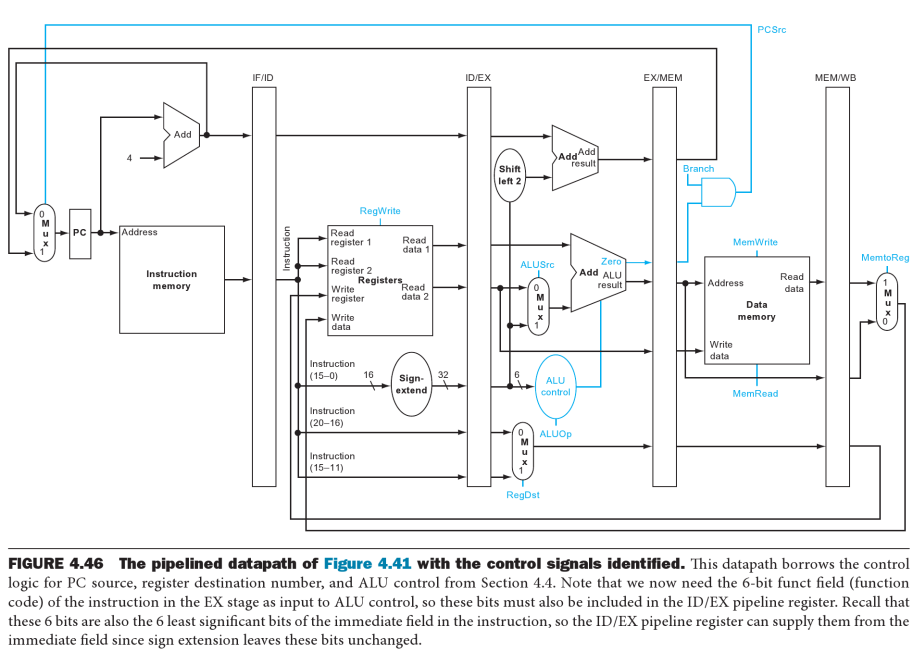 PCSrc
IF/ID
ID/EX
EX/MEM
MEM/WB
Add
4
Add Add
result
Shift
left 2
Branch
0
M
u
x
1
PC
Address
Instruction
memory
Instruction
RegWrite
Read
register 1
Read
register 2
Write
register
Write
data
Registers
Read
data 1
Read
data 2
ALUSrc
0
M
u
x
1
Zero
Add
ALU
result
MemWrite
Address
Read
data
Data
memory
Write
data
MemRead
MemtoReg
1
M
u
x
0
Instruction
(15–0)
16
Sign-
extend
32
6
ALU
control
ALUOp
Instruction
(20–16)
Instruction
(15–11)
0
M
u
x
1
RegDst
FIGURE 4.46 The pipelined datapath of Figure 4.41 with the control signals identified. This datapath borrows the control
logic for PC source, register destination number, and ALU control from Section 4.4. Note that we now need the 6-bit funct field (function
code) of the instruction in the EX stage as input to ALU control, so these bits must also be included in the ID/EX pipeline register. Recall that
these 6 bits are also the 6 least significant bits of the immediate field in the instruction, so the ID/EX pipeline register can supply them from the
immediate field since sign extension leaves these bits unchanged.